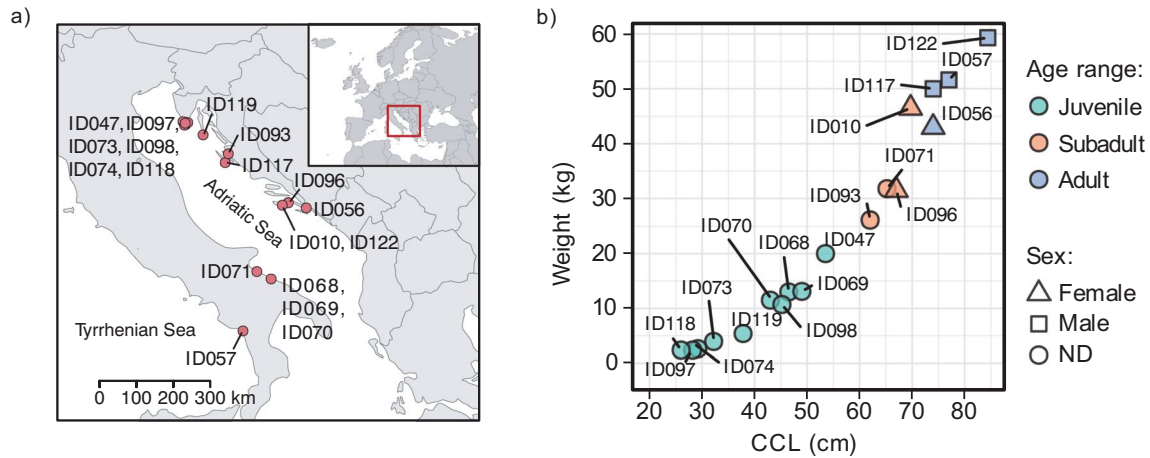 a)
ID119
ID047, ID097,
ID093
ID073, ID098,
ID117
ID074, ID118
ID096
Adriatic Sea
ID056
ID010, ID122
ID071
ID068,
ID069,
ID070
Tyrrhenian Sea
ID057
0 100 200 300 km
b)
Weight (kg)
60
50
40
30
20
10
0
ID122
ID057
ID117
ID056
ID010
ID071
ID093
ID096
ID070
ID068
ID047
ID073
ID069
ID119
ID118
ID098
ID097
ID074
20 30 40 50 60 70 80
CCL (cm)
Age range:
Juvenile
Subadult
Adult
Sex:
Female
Male
ND